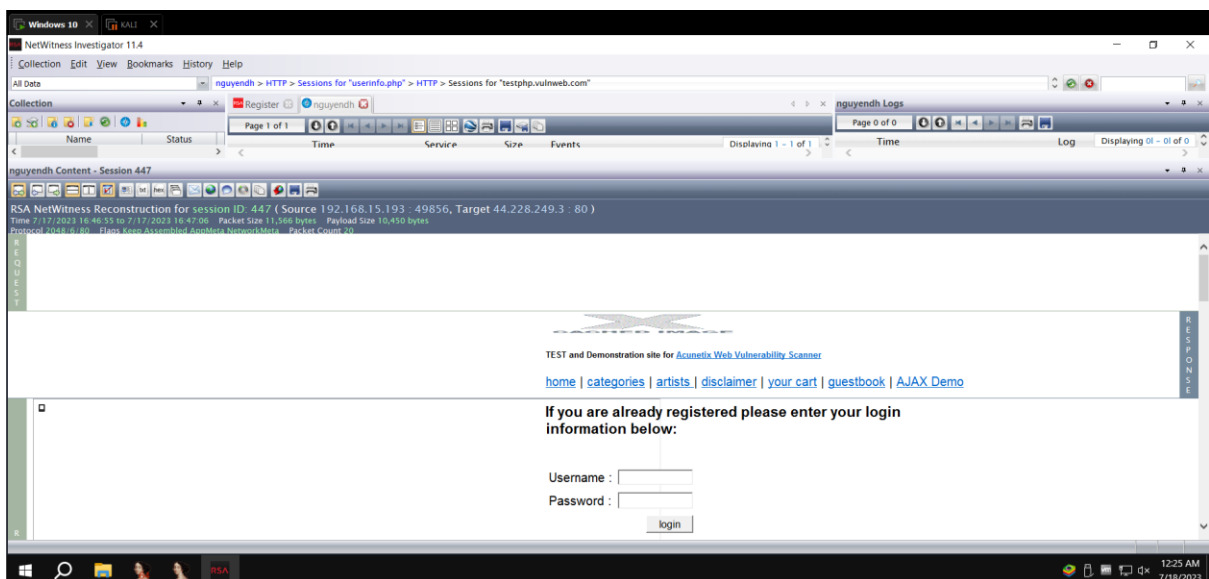 Windows 10 KALI
NetWitness Investigator 11.4
Collection Edit View Bookmarks History Help
All Data nguyendh > HTTP > Sessions for "userinfo.php" > HTTP > Sessions for "testphp.vulnweb.com"
Collection Register nguyendh nguyendh Logs
Page 1 of 1 Page 0 of 0
Name Status Time Service Size Events Displaying 1 - 1 of 1 Time Log Displaying 0 - 0 of 0
nguyendh Content - Session 447
RSA NetWitness Reconstruction for session ID: 447 ( Source 192.168.15.193 : 49856, Target 44.228.249.3 : 80 )
Time 7/17/2023 16:46:55 to 7/17/2023 16:47:06 Packet Size 11,566 bytes Payload Size 10,450 bytes
Protocol 2048/6/80 Flags Keep Assembled AppMeta NetworkMeta Packet Count 20
REQUEST
CACHED IMAGE
RESPONSE
TEST and Demonstration site for Acunetix Web Vulnerability Scanner
home | categories | artists | disclaimer | your cart | guestbook | AJAX Demo
If you are already registered please enter your login
information below:
Username :
Password :
login
R
RSA
12:25 AM
7/18/2023